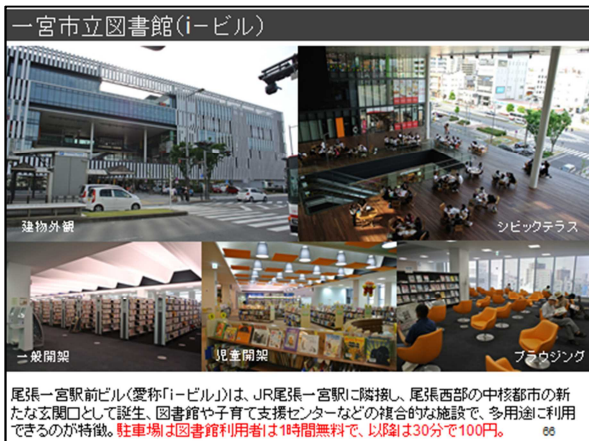 一宮市立図書館(i-ビル)
建物外観
シビックテラス
一般開架
児童開架
ブラウジング
尾張一宮駅前ビル(愛称「i-ビル」)は、JR尾張一宮駅に隣接し、尾張西部の中核都市の新
たな玄関口として誕生、図書館や子育て支援センターなどの複合的な施設で、多用途に利用
できるのが特徴。駐車場は図書館利用者は1時間無料で、以降は30分で100円。
66